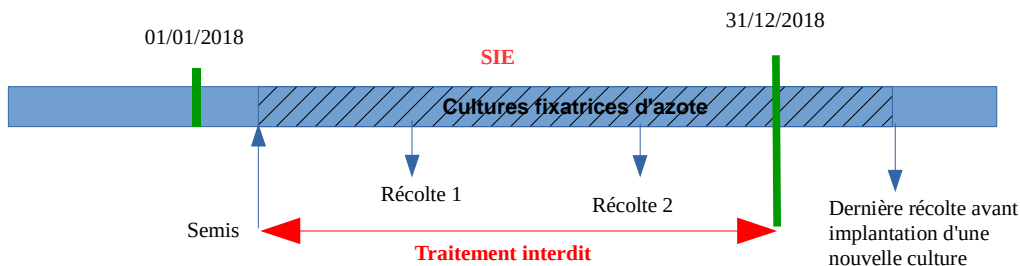 31/12/2018
01/01/2018
SIE
Cultures fixatrices d'azote
Récolte 1
Récolte 2
Semis
Dernière récolte avant
implantation d'une
nouvelle culture
Traitement interdit